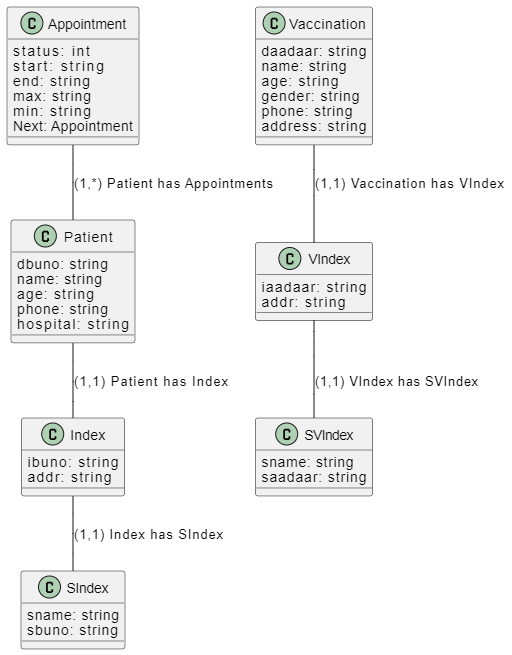 C Appointment
status: int
start: string
end: string
max: string
min: string
Next: Appointment
(1,*) Patient has Appointments
C Patient
dbuno: string
name: string
age: string
phone: string
hospital: string
(1,1) Patient has Index
C Index
ibuno: string
addr: string
(1,1) Index has SIndex
C SIndex
sname: string
sbuno: string
C Vaccination
daadaar: string
name: string
age: string
gender: string
phone: string
address: string
(1,1) Vaccination has VIndex
C VIndex
iaadaar: string
addr: string
(1,1) VIndex has SVIndex
C SVIndex
sname: string
saadaar: string